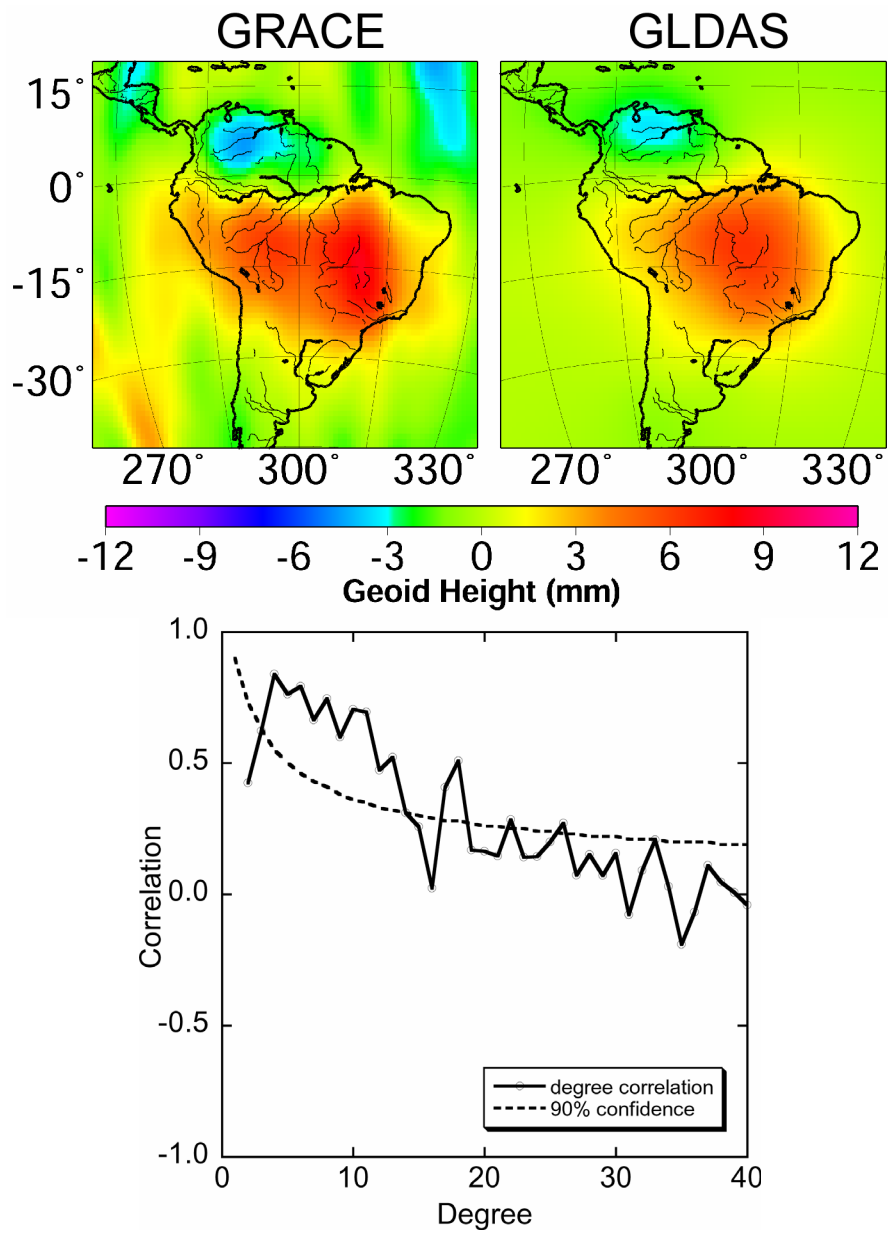 GRACE GLDAS
15°
0°
-15°
-30°
270° 300° 330° 270° 300° 330°
-12 -9 -6 -3 0 3 6 9 12
Geoid Height (mm)
1.0
0.5
0.0
-0.5
-1.0
Correlation
degree correlation
90% confidence
0 10 20 30 40
Degree